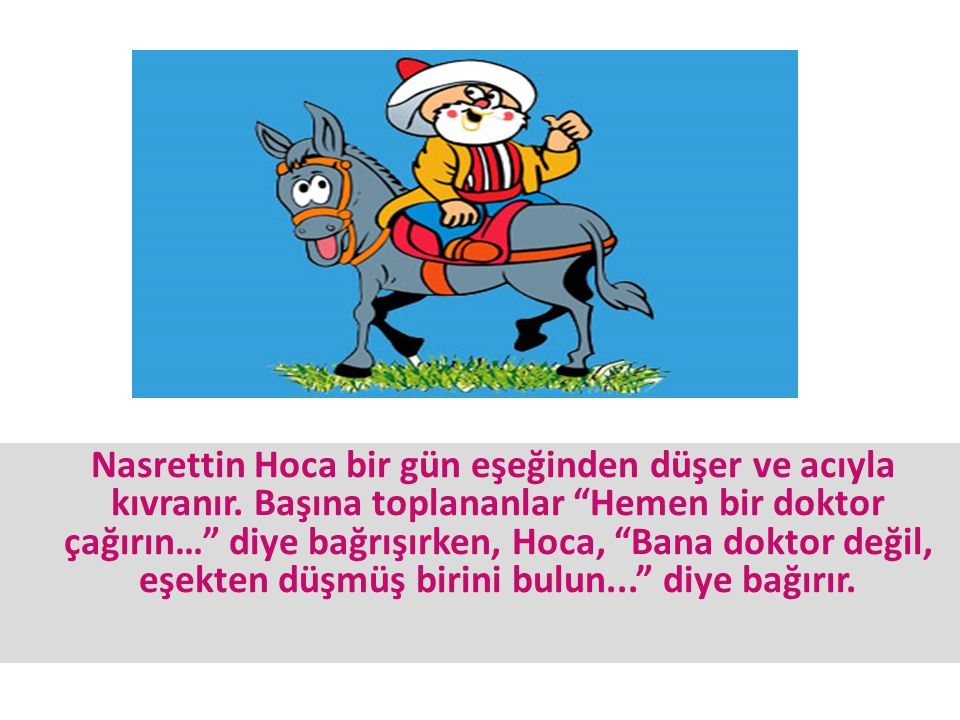 Nasrettin Hoca bir gün eşeğinden düşer ve acıyla
kıvranır. Başına toplananlar “Hemen bir doktor
çağırın…” diye bağrışırken, Hoca, “Bana doktor değil,
eşekten düşmüş birini bulun...” diye bağırır.